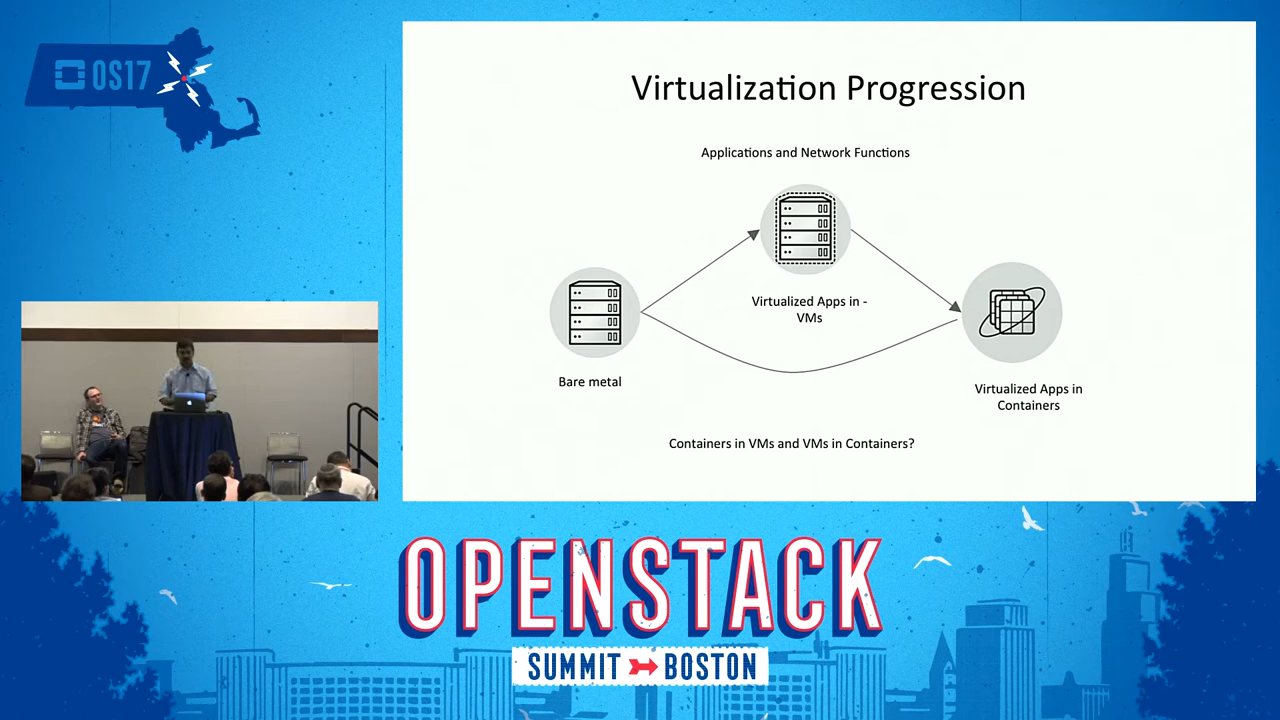 OS17
Virtualization Progression
Applications and Network Functions
Virtualized Apps in -
VMs
Bare metal
Virtualized Apps in
Containers
Containers in VMs and VMs in Containers?
OPENSTACK
SUMMIT BOSTON